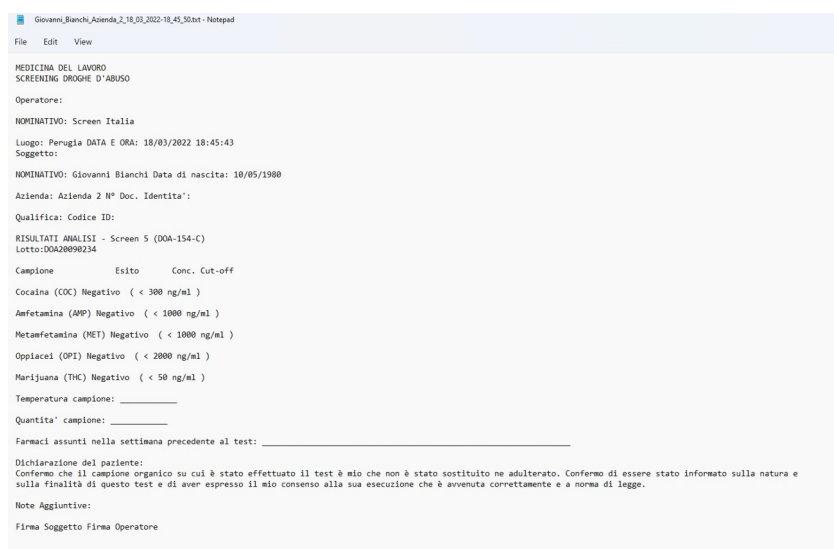 Giovanni_Bianchi_Azienda_2_18_03_2022-18_45_50.txt - Notepad
File Edit View
MEDICINA DEL LAVORO
SCREENING DROGHE D'ABUSO
Operatore:
NOMINATIVO: Screen Italia
Luogo: Perugia DATA E ORA: 18/03/2022 18:45:43
Soggetto:
NOMINATIVO: Giovanni Bianchi Data di nascita: 10/05/1980
Azienda: Azienda 2 Nº Doc. Identita':
Qualifica: Codice ID:
RISULTATI ANALISI - Screen 5 (DOA-154-C)
Lotto:DOA20090234
Campione Esito Conc. Cut-off
Cocaina (COC) Negativo ( < 300 ng/ml )
Amfetamina (AMP) Negativo ( < 1000 ng/ml )
Metamfetamina (MET) Negativo ( < 1000 ng/ml )
Oppiacei (OPI) Negativo ( < 2000 ng/ml )
Marijuana (THC) Negativo ( < 50 ng/ml )
Temperatura campione: ___________
Quantita' campione: ___________
Farmaci assunti nella settimana precedente al test: ____________________________________________________________
Dichiarazione del paziente:
Confermo che il campione organico su cui è stato effettuato il test è mio che non è stato sostituito ne adulterato. Confermo di essere stato informato sulla natura e
sulla finalità di questo test e di aver espresso il mio consenso alla sua esecuzione che è avvenuta correttamente e a norma di legge.
Note Aggiuntive:
Firma Soggetto Firma Operatore